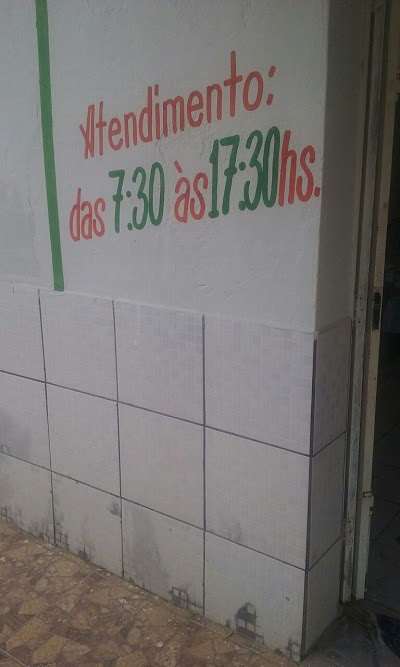 Atendimento:
das 7:30 às 17:30hs.